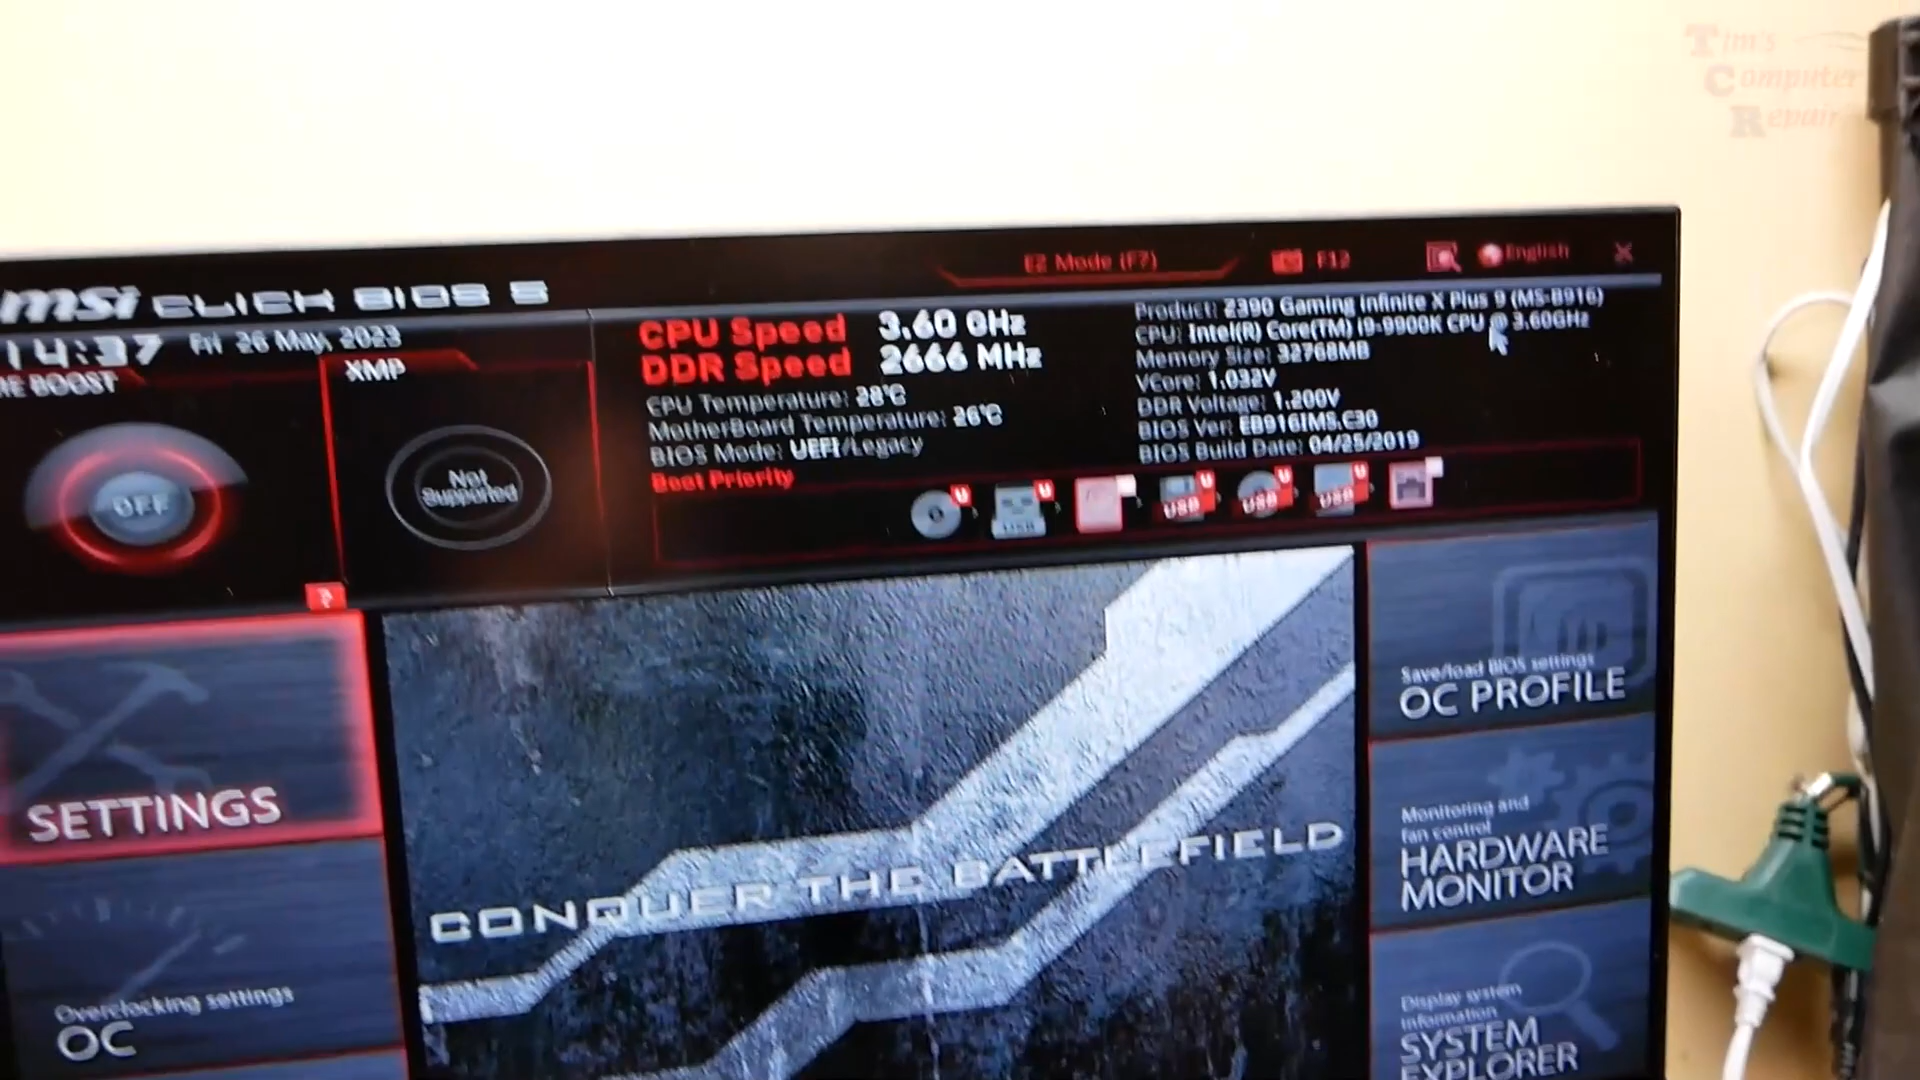 Tim's
Computer
Repair
msi CLICK BIOS 5
E2 Mode (F7)
F12
English
X
Fri 26 May, 2023
RE BOOST
XMP
OFF
Not
Supported
CPU Speed 3.60 GHz
DDR Speed 2666 MHz
CPU Temperature: 28°C
MotherBoard Temperature: 26°C
BIOS Mode: UEFI/Legacy
Boot Priority
Product: Z390 Gaming Infinite X Plus 9 (MS-B916)
CPU: Intel(R) Core(TM) i9-9900K CPU @ 3.60GHz
Memory Size: 32768MB
VCore: 1.032V
DDR Voltage: 1.200V
BIOS Ver: EB916IMS.C30
BIOS Build Date: 04/25/2019
U
USB U
USB U
USB U
USB U
SETTINGS
Overclocking settings
OC
CONQUER THE BATTLEFIELD
Save/load BIOS settings
OC PROFILE
Monitoring and
fan control
HARDWARE
MONITOR
Display system
information
SYSTEM
EXPLORER